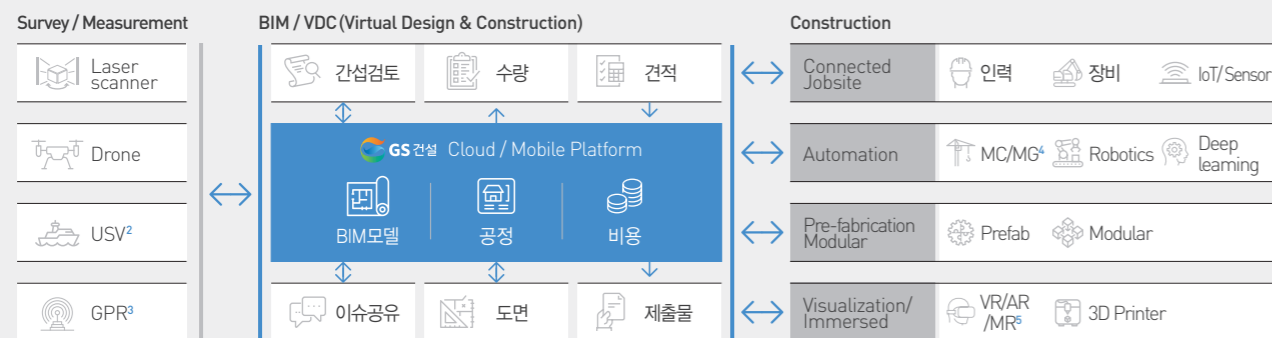 Survey / Measurement
BIM / VDC (Virtual Design & Construction)
Construction
Laser
scanner
Drone
USV²
GPR³
간섭검토
수량
견적
GS 건설 Cloud / Mobile Platform
BIM모델
공정
비용
이슈공유
도면
제출물
Connected
Jobsite
인력
장비
IoT/Sensor
Automation
MC/MG⁴
Robotics
Deep
learning
Pre-fabrication
Modular
Prefab
Modular
Visualization/
Immersed
VR/AR
/MR⁵
3D Printer